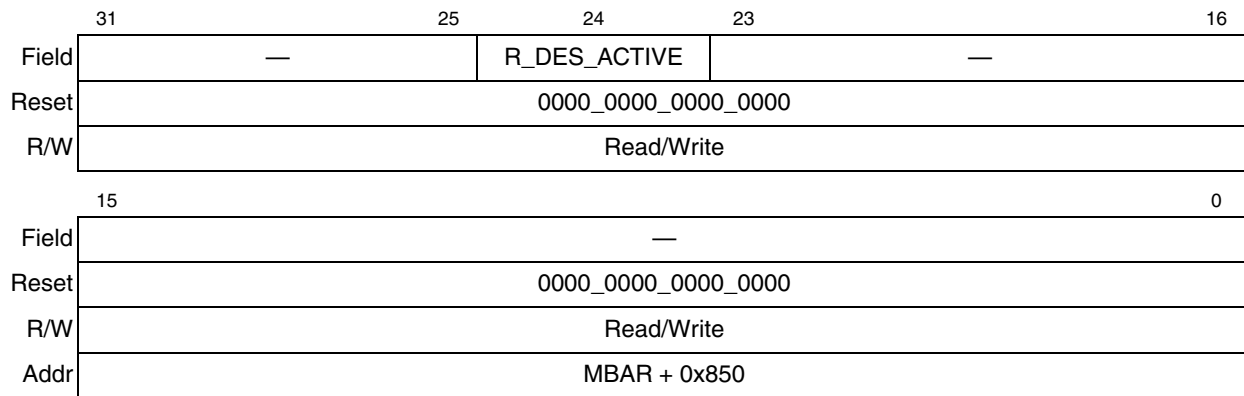 31 25 24 23 16
Field — R_DES_ACTIVE —
Reset 0000_0000_0000_0000
R/W Read/Write
15 0
Field —
Reset 0000_0000_0000_0000
R/W Read/Write
Addr MBAR + 0x850